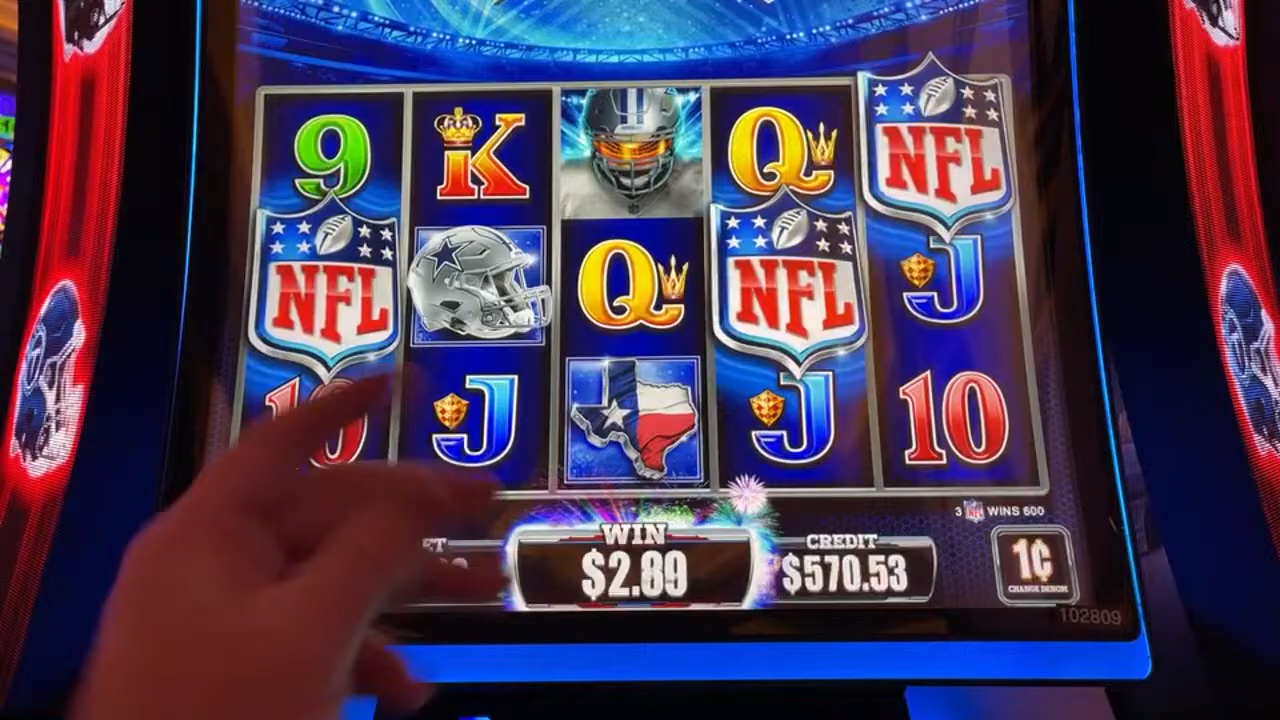 9 K Q NFL
NFL Q NFL J
10 J J 10
3 NFL WINS 600
WIN CREDIT
$2.89 $570.53 1¢
CHANGE DENOM
102809